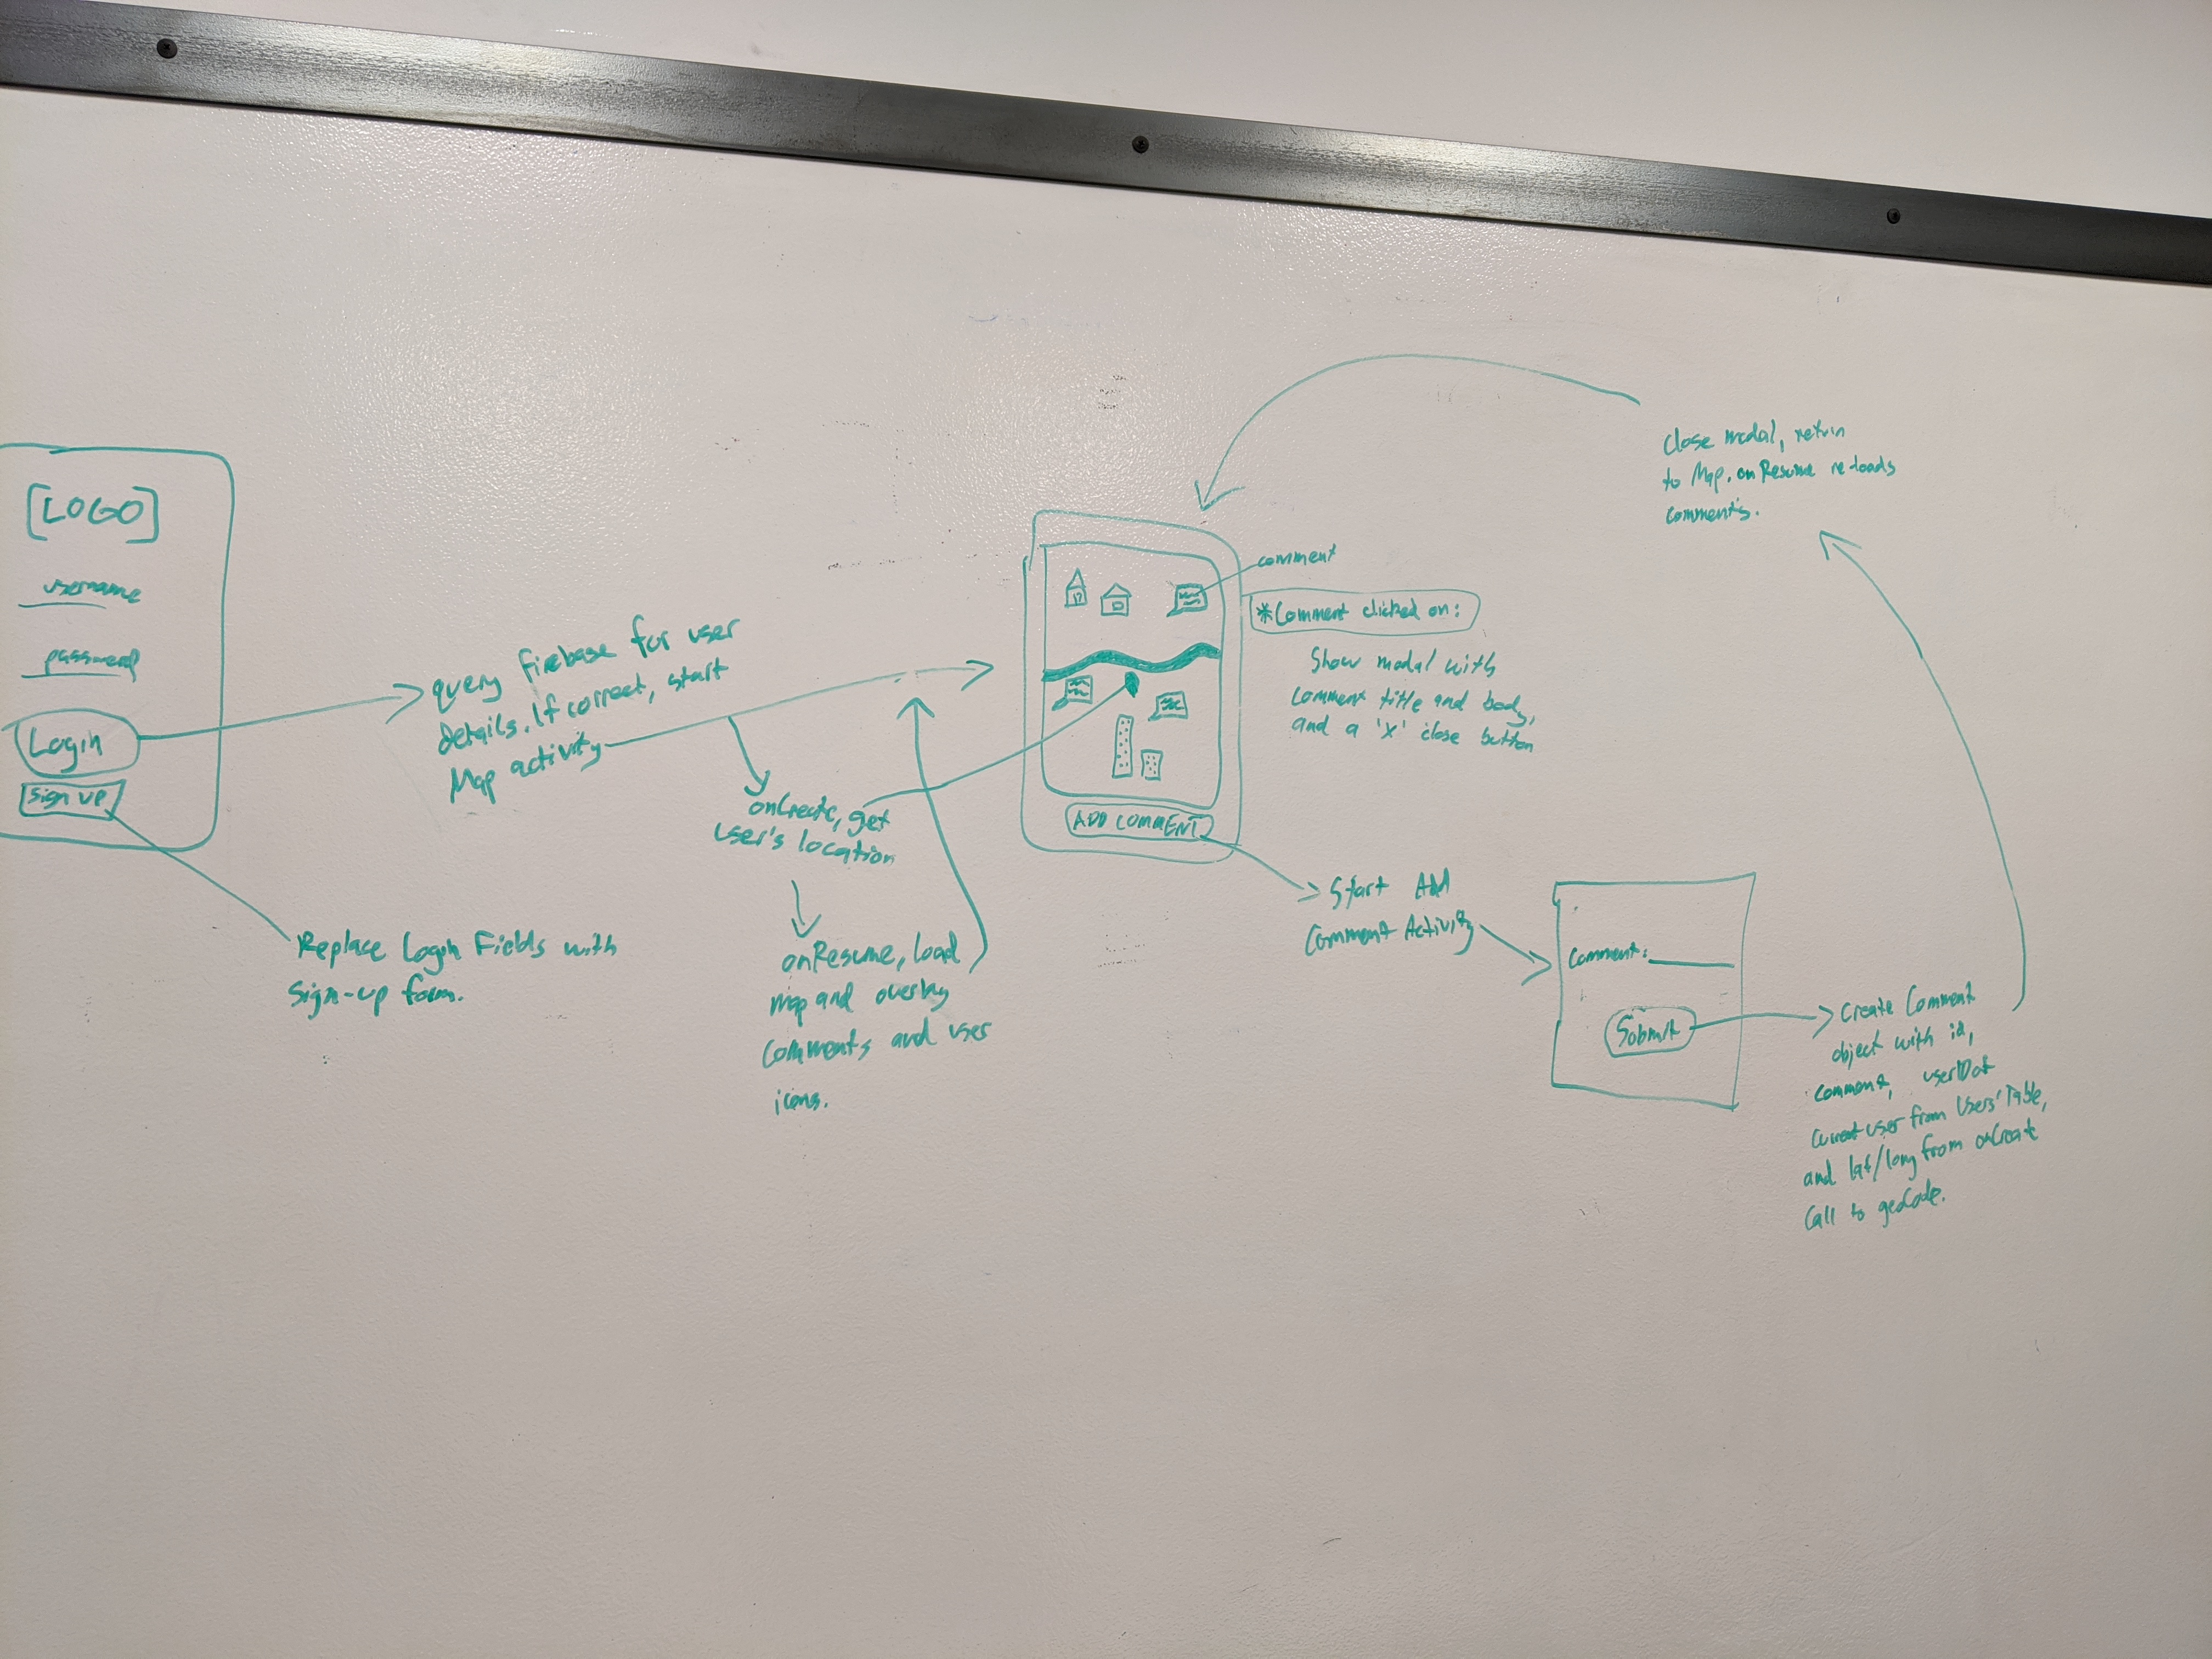 [LOGO]
username
password
Login
sign up
query firebase for user
details. If correct, start
Map activity
Replace Login Fields with
sign-up form.
onCreate, get
user's location
onResume, load
map and overlay
comments and user
icons.
comment
*Comment clicked on:
Show modal with
comment title and body,
and a 'X' close button
ADD COMMENT
Start Add
Comment Activity
Comment:
Submit
Create Comment
object with id,
comment, userID of
current user from Users' Table,
and lat/long from onCreate
call to geoCode.
close modal, return
to Map. onResume re-loads
comments.